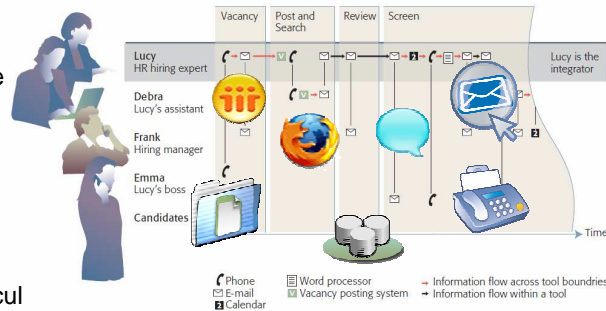 Vacancy Post and Search Review Screen
Lucy
HR hiring expert
Lucy is the integrator
e
Debra
Lucy's assistant
Frank
Hiring manager
Emma
Lucy's boss
Candidates
Time
cul
Phone
E-mail
Calendar
Word processor
Vacancy posting system
Information flow across tool boundries
Information flow within a tool